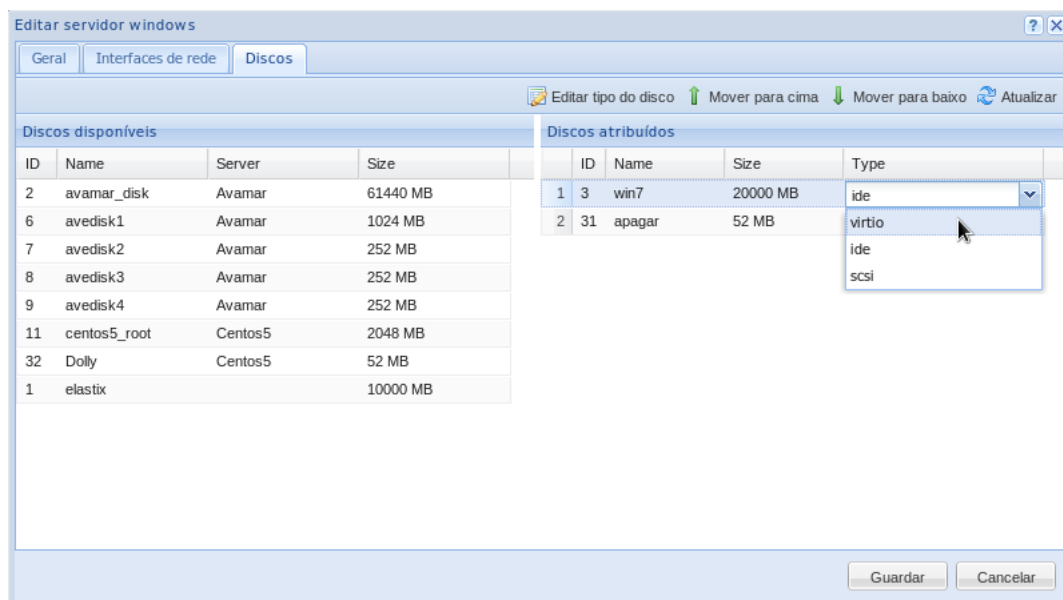 Editar servidor windows
Geral Interfaces de rede Discos
Editar tipo do disco Mover para cima Mover para baixo Atualizar
Discos disponíveis
ID Name Server Size
2 avamar_disk Avamar 61440 MB
6 avedisk1 Avamar 1024 MB
7 avedisk2 Avamar 252 MB
8 avedisk3 Avamar 252 MB
9 avedisk4 Avamar 252 MB
11 centos5_root Centos5 2048 MB
32 Dolly Centos5 52 MB
1 elastix 10000 MB
Discos atribuídos
ID Name Size Type
1 3 win7 20000 MB ide
2 31 apagar 52 MB
virtio
ide
scsi
Guardar Cancelar